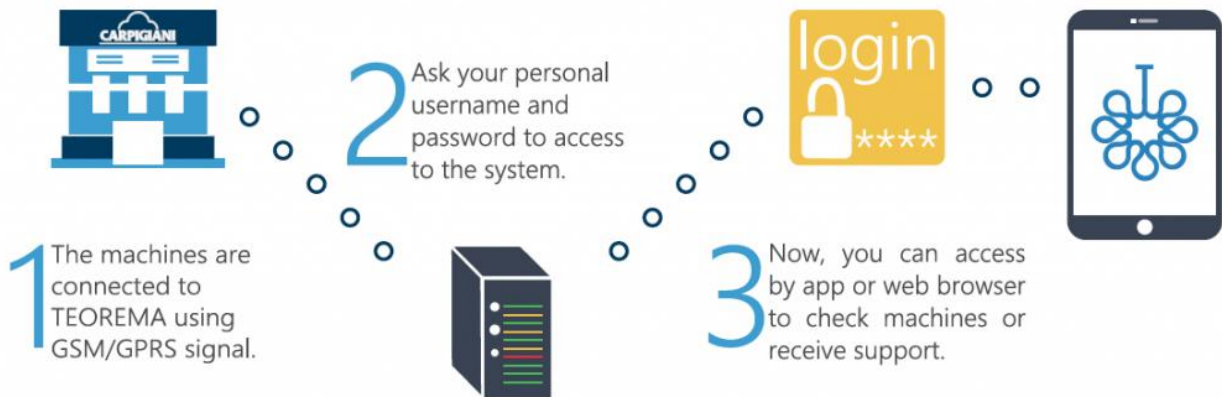 CARPIGIANI
1
The machines are
connected to
TEOREMA using
GSM/GPRS signal.
2
Ask your personal
username and
password to access
to the system.
login
****
3
Now, you can access
by app or web browser
to check machines or
receive support.